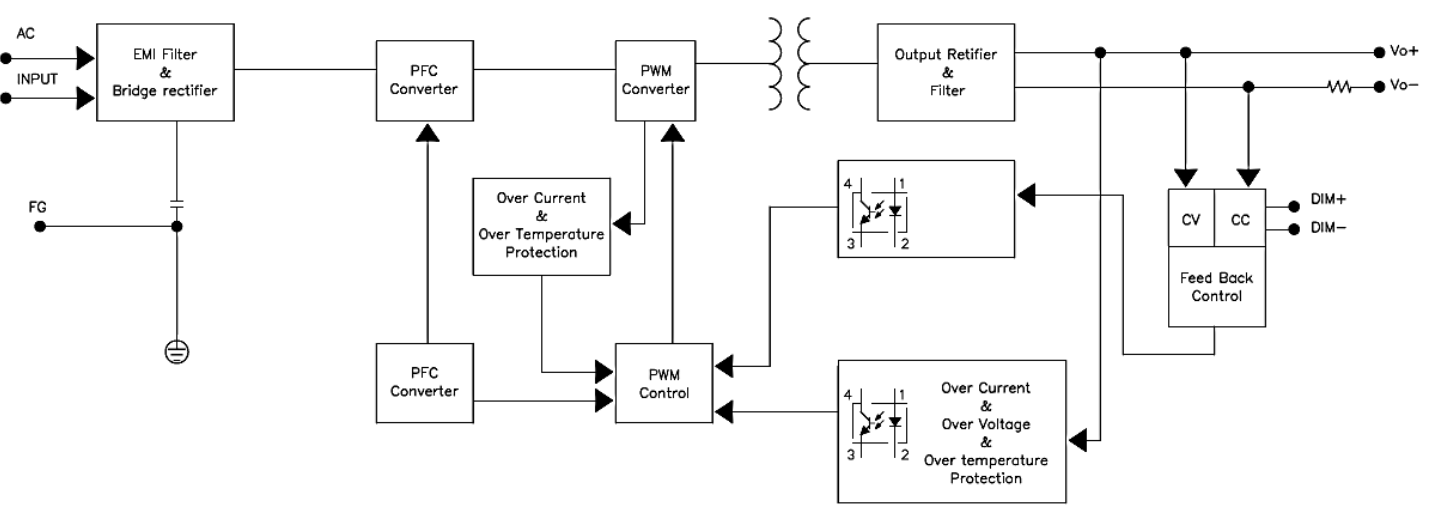 AC
INPUT
EMI Filter
&
Bridge rectifier
PFC
Converter
PWM
Converter
Output Retifier
&
Filter
Vo+
Vo-
FG
Over Current
&
Over Temperature
Protection
4 1
3 2
CV CC
DIM+
DIM-
Feed Back
Control
PFC
Converter
PWM
Control
4 1
3 2
Over Current
&
Over Voltage
&
Over temperature
Protection